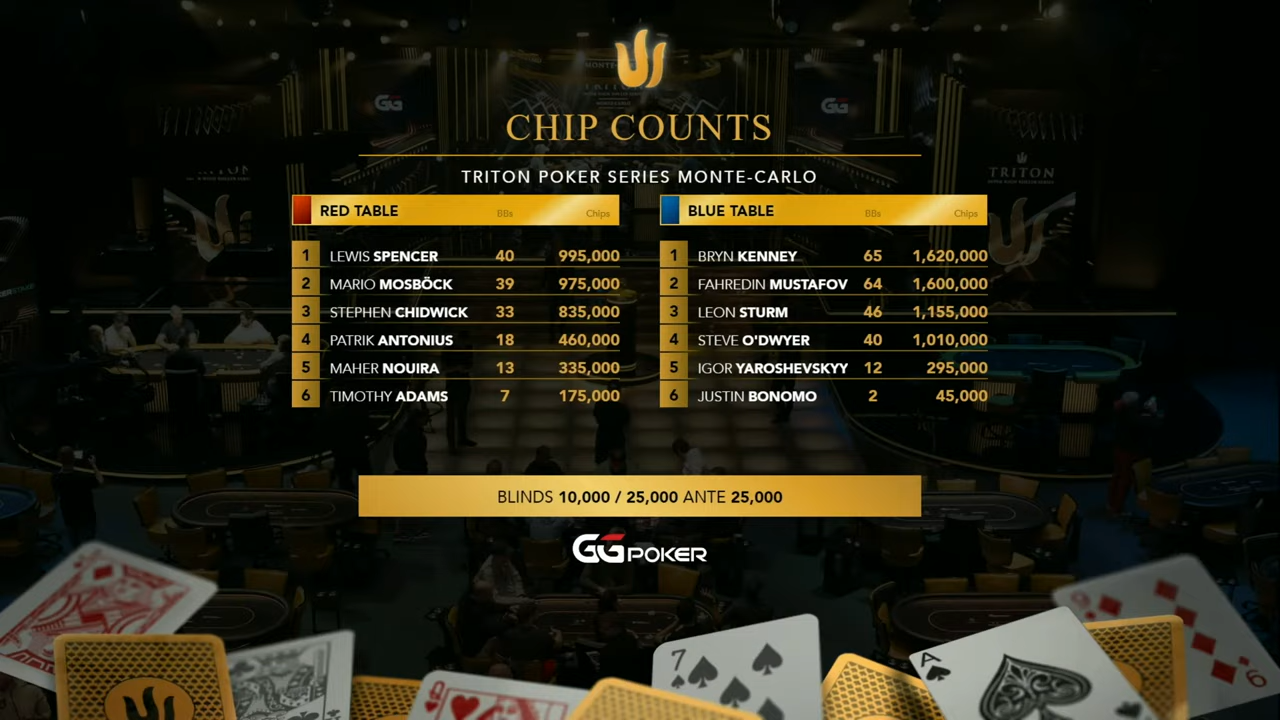 CHIP COUNTS
TRITON POKER SERIES MONTE-CARLO
RED TABLE BBs Chips
1 LEWIS SPENCER 40 995,000
2 MARIO MOSBÖCK 39 975,000
3 STEPHEN CHIDWICK 33 835,000
4 PATRIK ANTONIUS 18 460,000
5 MAHER NOUIRA 13 335,000
6 TIMOTHY ADAMS 7 175,000
BLUE TABLE BBs Chips
1 BRYN KENNEY 65 1,620,000
2 FAHREDIN MUSTAFOV 64 1,600,000
3 LEON STURM 46 1,155,000
4 STEVE O'DWYER 40 1,010,000
5 IGOR YAROSHEVSKYY 12 295,000
6 JUSTIN BONOMO 2 45,000
BLINDS 10,000 / 25,000 ANTE 25,000
GGPOKER
GG
GG
TRITON
7
A
Q
9